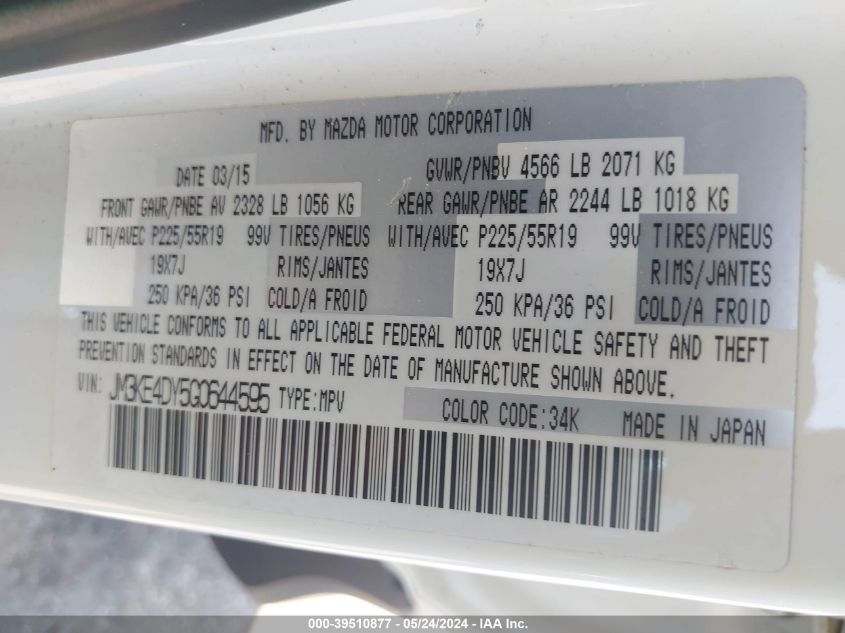 MFD. BY MAZDA MOTOR CORPORATION
DATE 03/15 GVWR/PNBV 4566 LB 2071 KG
FRONT GAWR/PNBE AV 2328 LB 1056 KG REAR GAWR/PNBE AR 2244 LB 1018 KG
WITH/AVEC P225/55R19 99V TIRES/PNEUS WITH/AVEC P225/55R19 99V TIRES/PNEUS
19X7J RIMS/JANTES 19X7J RIMS/JANTES
250 KPA/36 PSI COLD/A FROID 250 KPA/36 PSI COLD/A FROID
THIS VEHICLE CONFORMS TO ALL APPLICABLE FEDERAL MOTOR VEHICLE SAFETY AND THEFT
PREVENTION STANDARDS IN EFFECT ON THE DATE OF MANUFACTURE SHOWN ABOVE.
VIN: JM3KE4DY5G0644595 TYPE:MPV
COLOR CODE:34K MADE IN JAPAN
000-39510877 - 05/24/2024 - IAA Inc.